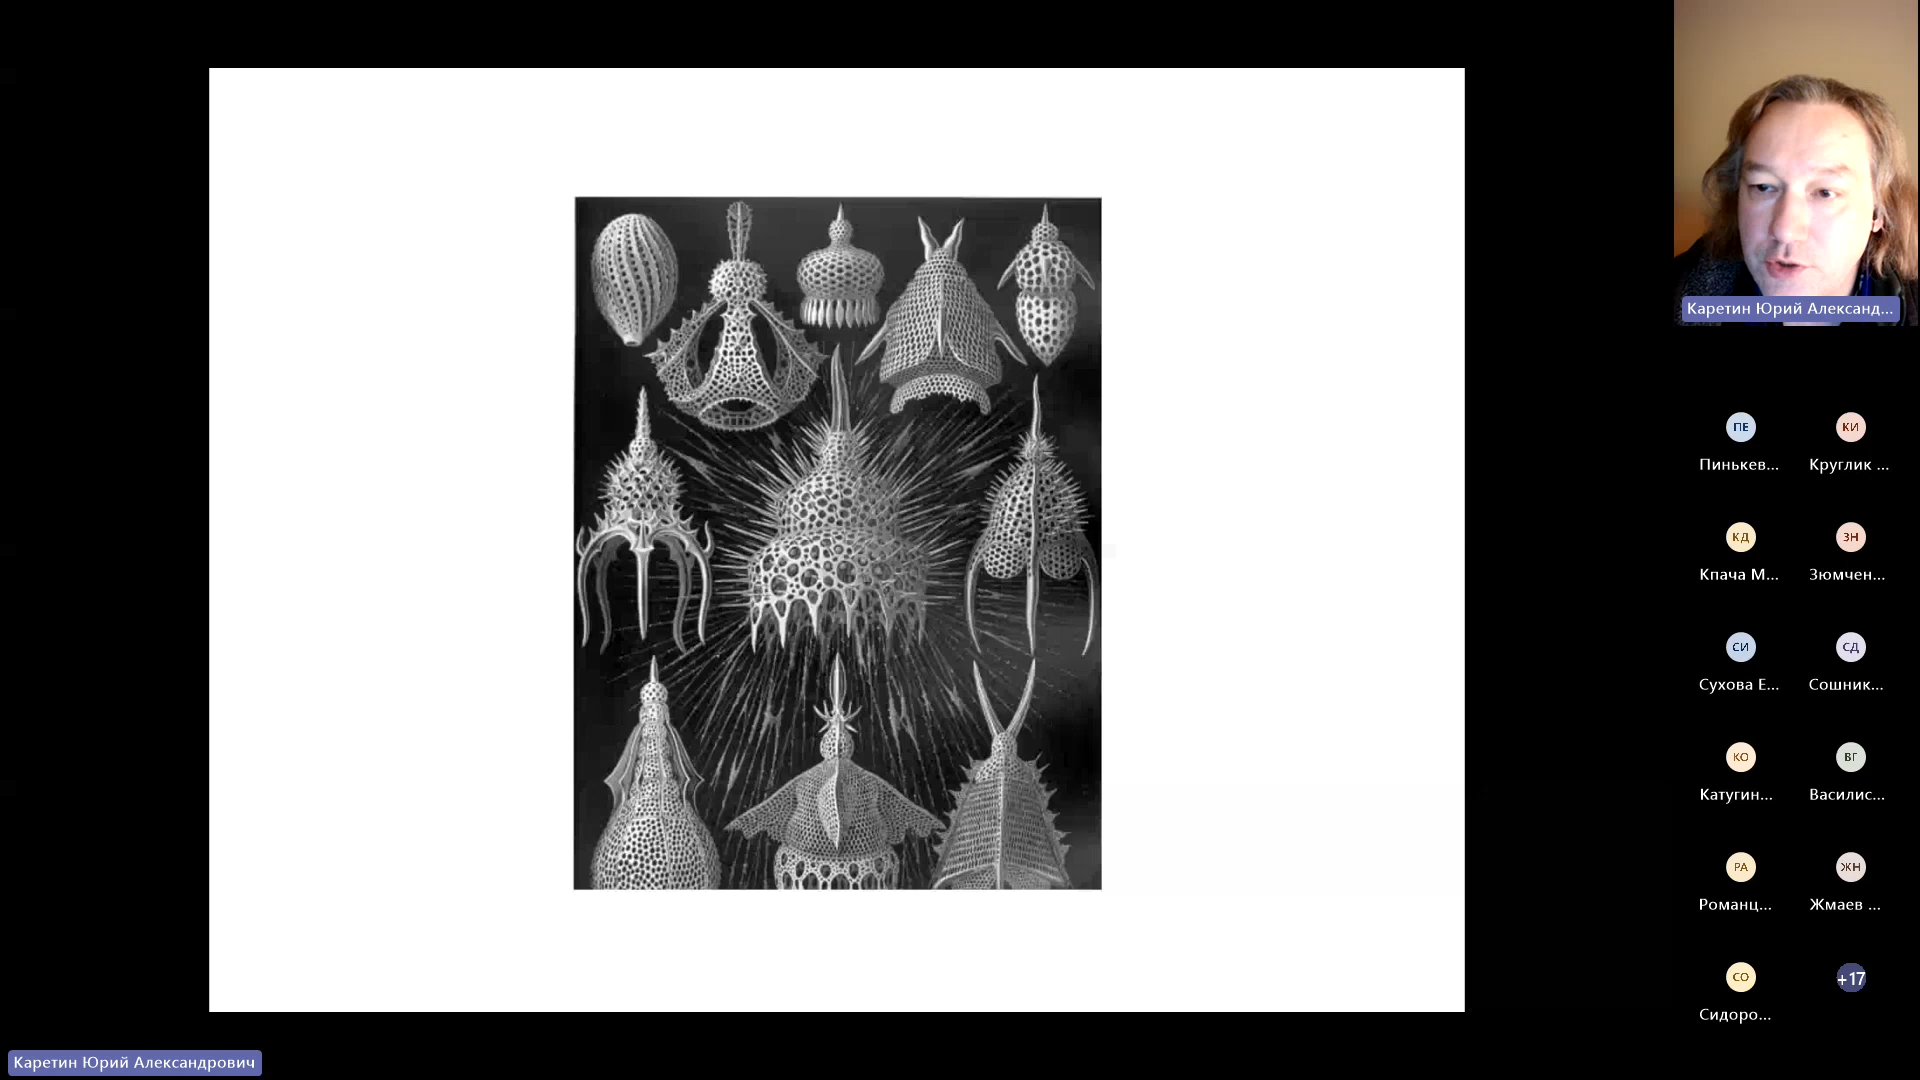 Каретин Юрий Александ...
ПЕ КИ
Пинькев... Круглик ...
КД ЗН
Кпача М... Зюмчен...
СИ СД
Сухова Е... Сошник...
КО ВГ
Катугин... Василис...
РА ЖН
Романц... Жмаев ...
СО +17
Сидоро...
Каретин Юрий Александрович